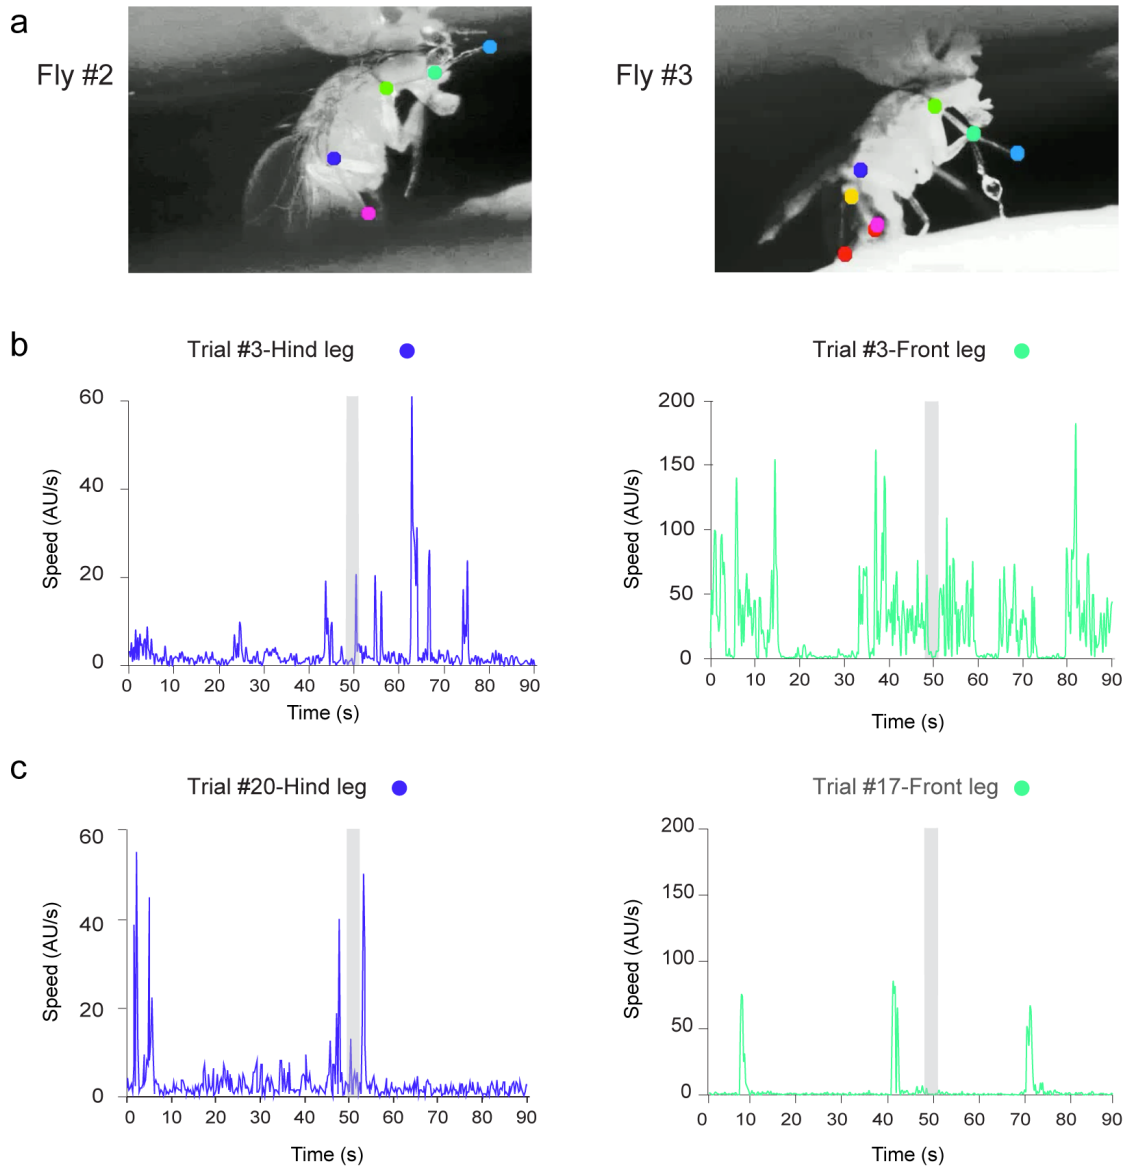 a
Fly #2
Fly #3
b
Trial #3-Hind leg
Trial #3-Front leg
Speed (AU/s)
60
40
20
0
0 10 20 30 40 50 60 70 80 90
Time (s)
Speed (AU/s)
200
150
100
50
0
0 10 20 30 40 50 60 70 80 90
Time (s)
c
Trial #20-Hind leg
Trial #17-Front leg
Speed (AU/s)
60
40
20
0
0 10 20 30 40 50 60 70 80 90
Time (s)
Speed (AU/s)
200
150
100
50
0
0 10 20 30 40 50 60 70 80 90
Time (s)